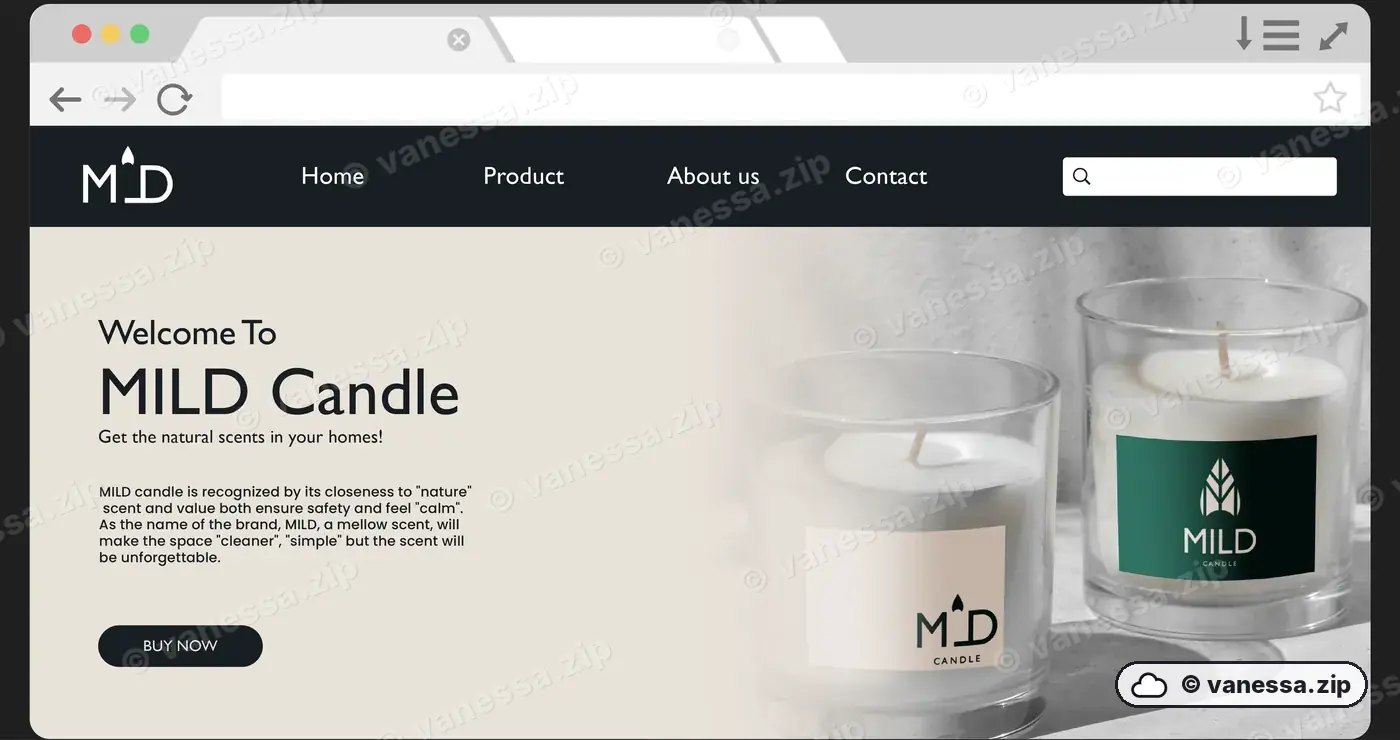 MILD
Home
Product
About us
Contact
Welcome To
MILD Candle
Get the natural scents in your homes!
MILD candle is recognized by its closeness to "nature"
scent and value both ensure safety and feel "calm".
As the name of the brand, MILD, a mellow scent, will
make the space "cleaner", "simple" but the scent will
be unforgettable.
BUY NOW
MILD
CANDLE
MILD
CANDLE
© vanessa.zip